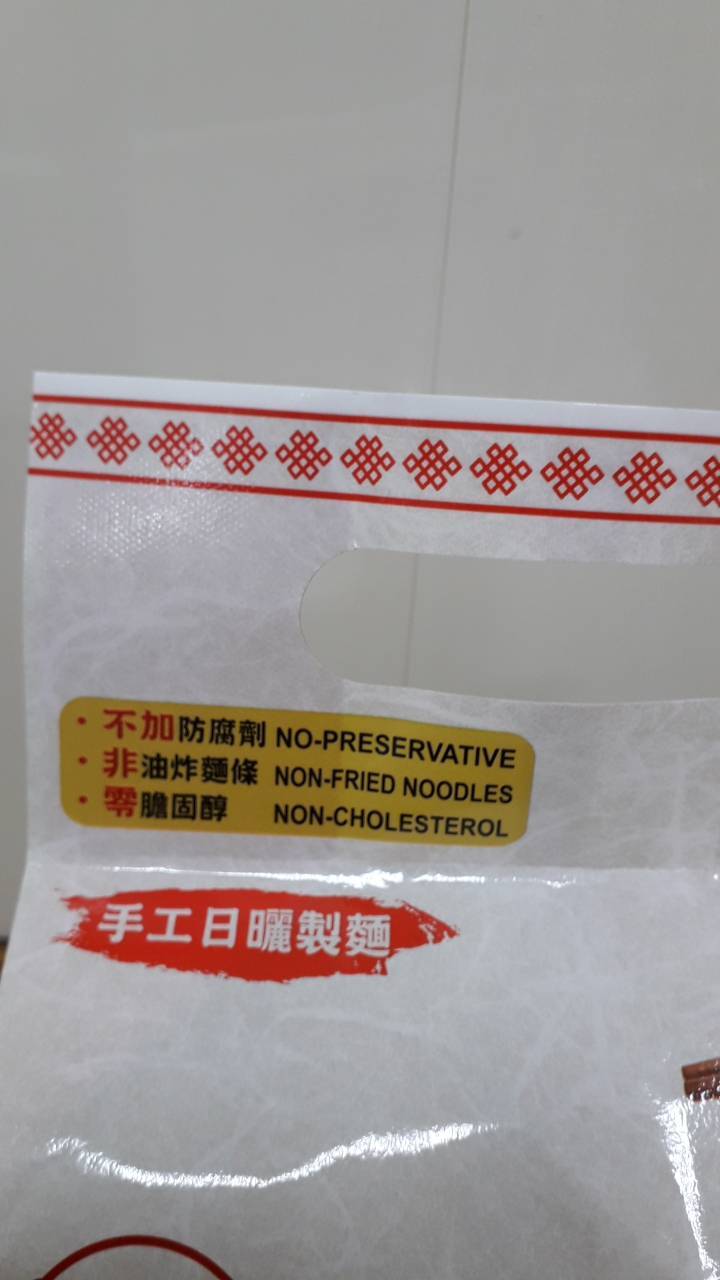 • 不加防腐劑 NO-PRESERVATIVE
• 非油炸麵條 NON-FRIED NOODLES
• 零膽固醇 NON-CHOLESTEROL
手工日曬製麵